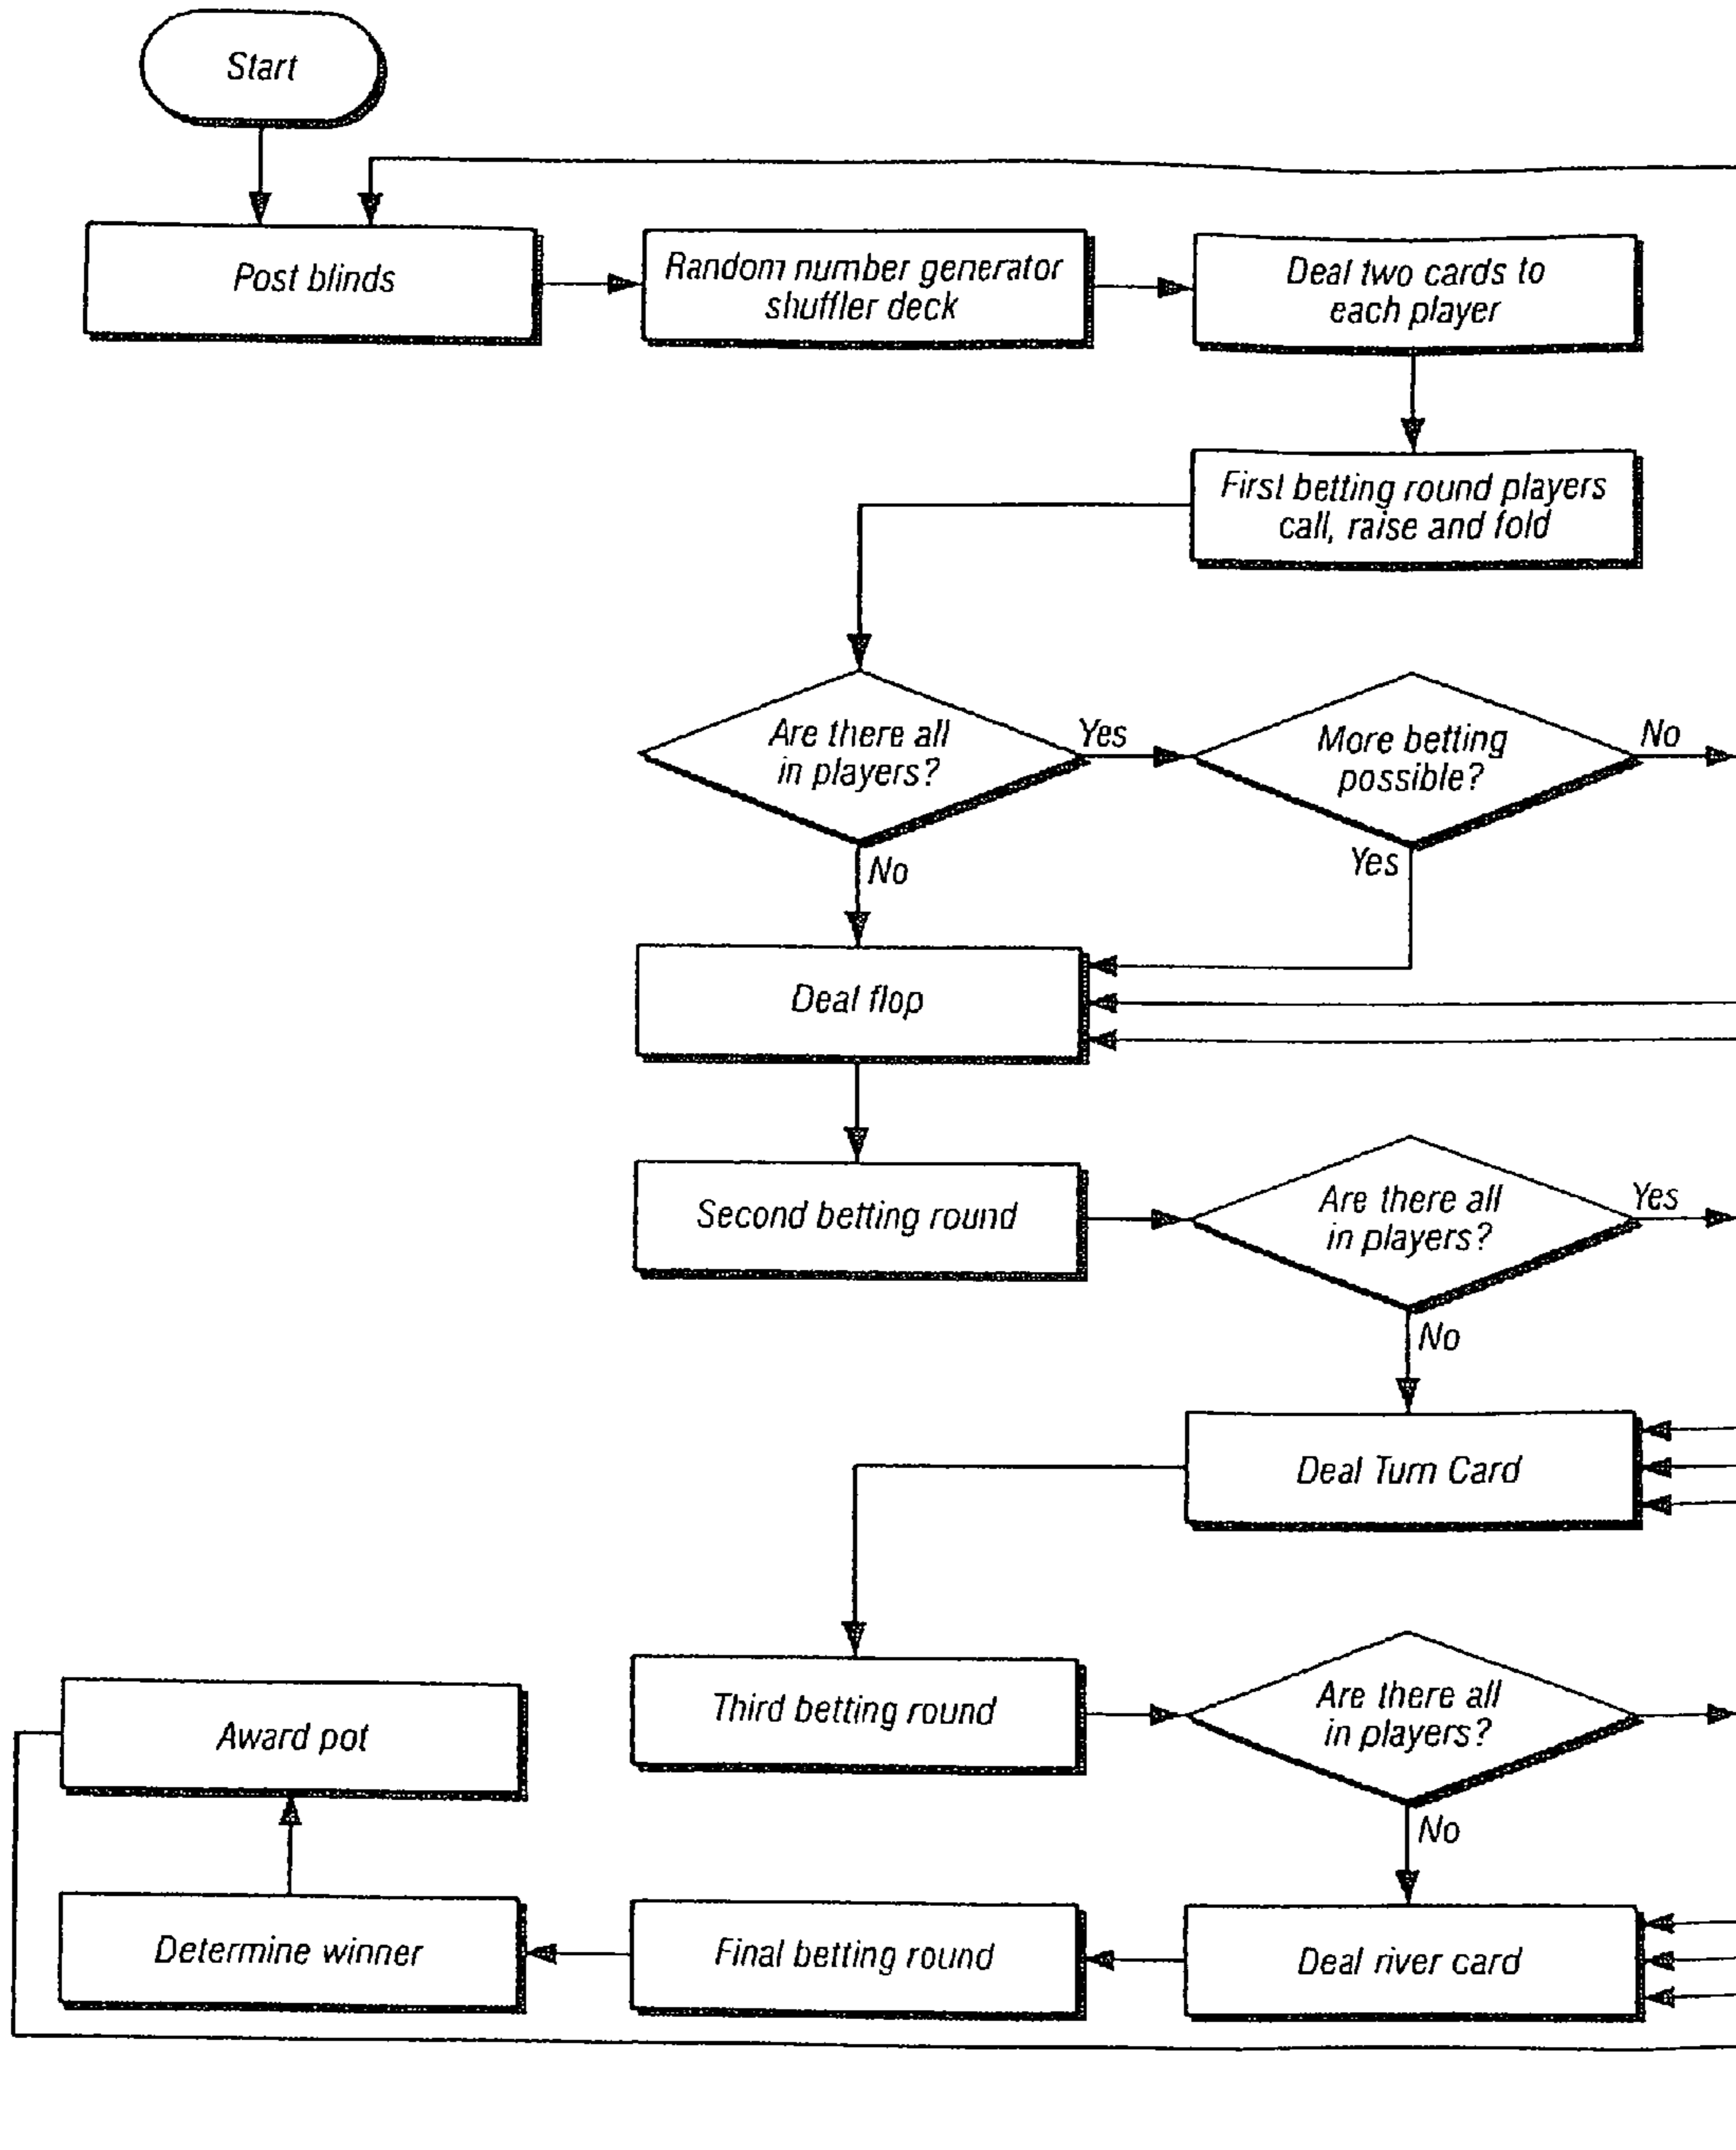 Start
Post blinds
Random number generator
shuffler deck
Deal two cards to
each player
First betting round players
call, raise and fold
Are there all
in players?
Yes
More betting
possible?
No
No
Yes
Deal flop
Second betting round
Are there all
in players?
Yes
No
Deal Turn Card
Third betting round
Are there all
in players?
No
Award pot
Determine winner
Final betting round
Deal river card